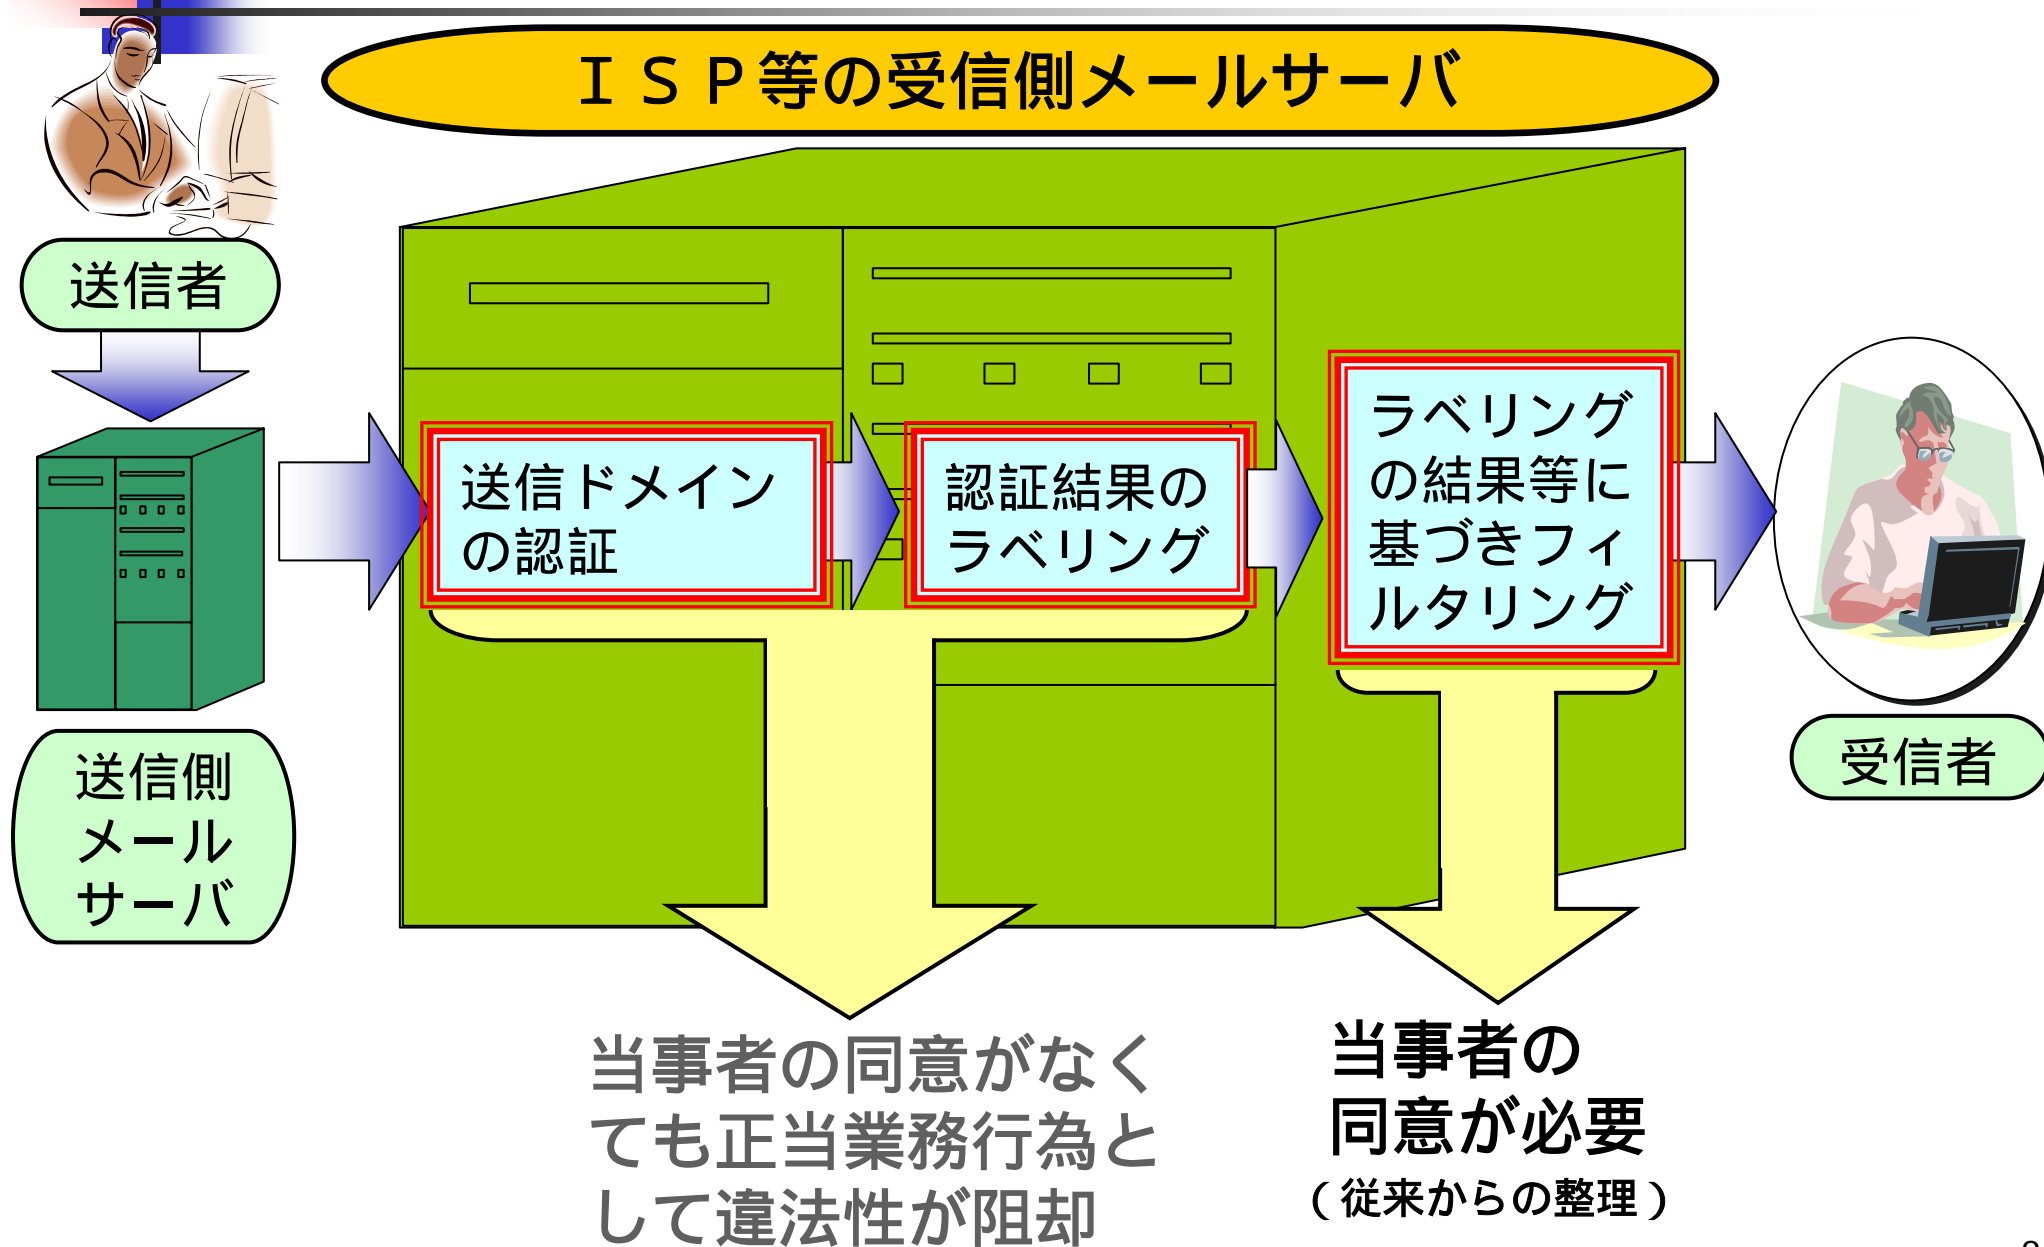 ＩＳＰ等の受信側メールサーバ
送信者
送信側
メール
サーバ
送信ドメイン
の認証
認証結果の
ラベリング
ラベリング
の結果等に
基づきフィ
ルタリング
受信者
当事者の同意がなく
ても正当業務行為と
して違法性が阻却
当事者の
同意が必要
（従来からの整理）